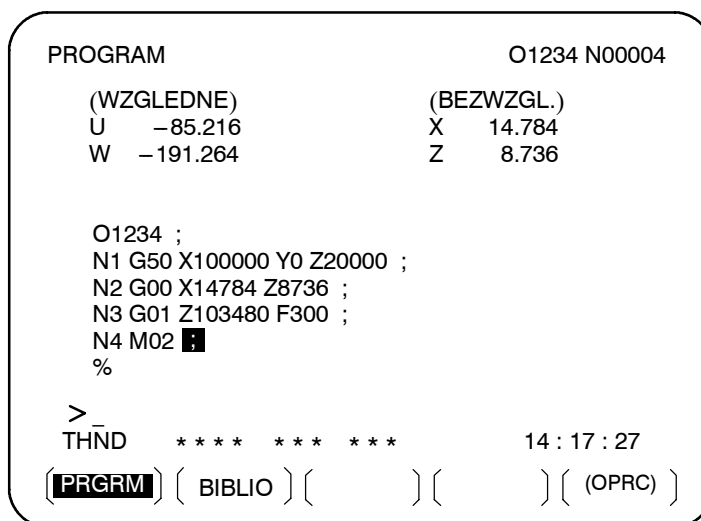 PROGRAM O1234 N00004
(WZGLEDNE) (BEZWZGL.)
U −85.216 X 14.784
W −191.264 Z 8.736
O1234 ;
N1 G50 X100000 Y0 Z20000 ;
N2 G00 X14784 Z8736 ;
N3 G01 Z103480 F300 ;
N4 M02 ;
%
>_
THND **** *** *** 14 : 17 : 27
[PRGRM] [BIBLIO] [ ] [ ] [(OPRC)]